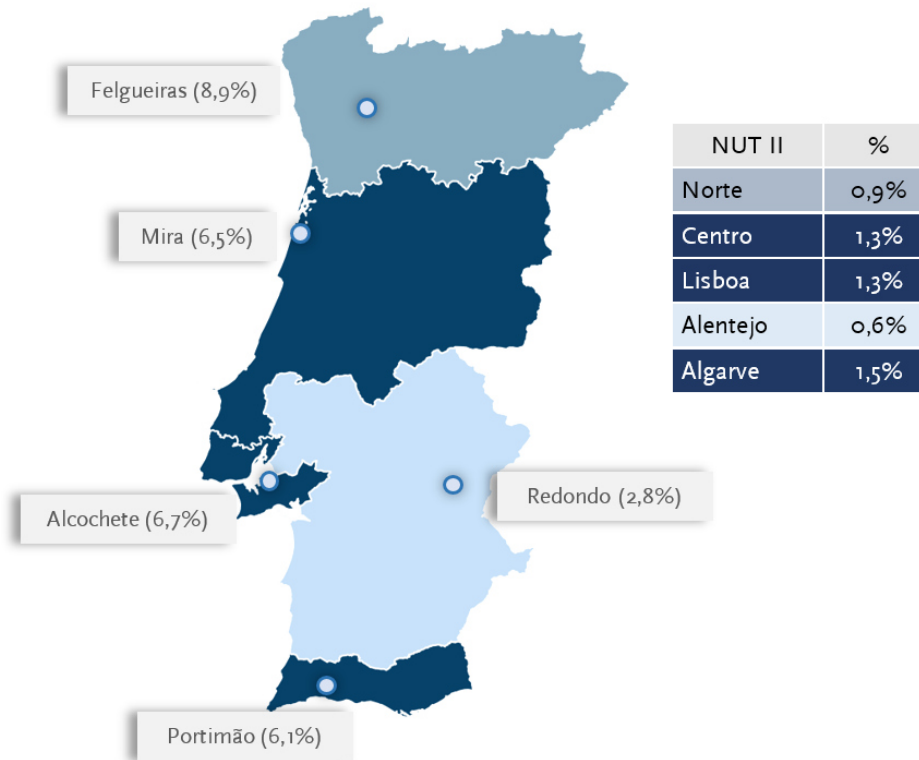 Felgueiras (8,9%)
Mira (6,5%)
Alcochete (6,7%)
Redondo (2,8%)
Portimão (6,1%)
NUT II %
Norte 0,9%
Centro 1,3%
Lisboa 1,3%
Alentejo 0,6%
Algarve 1,5%